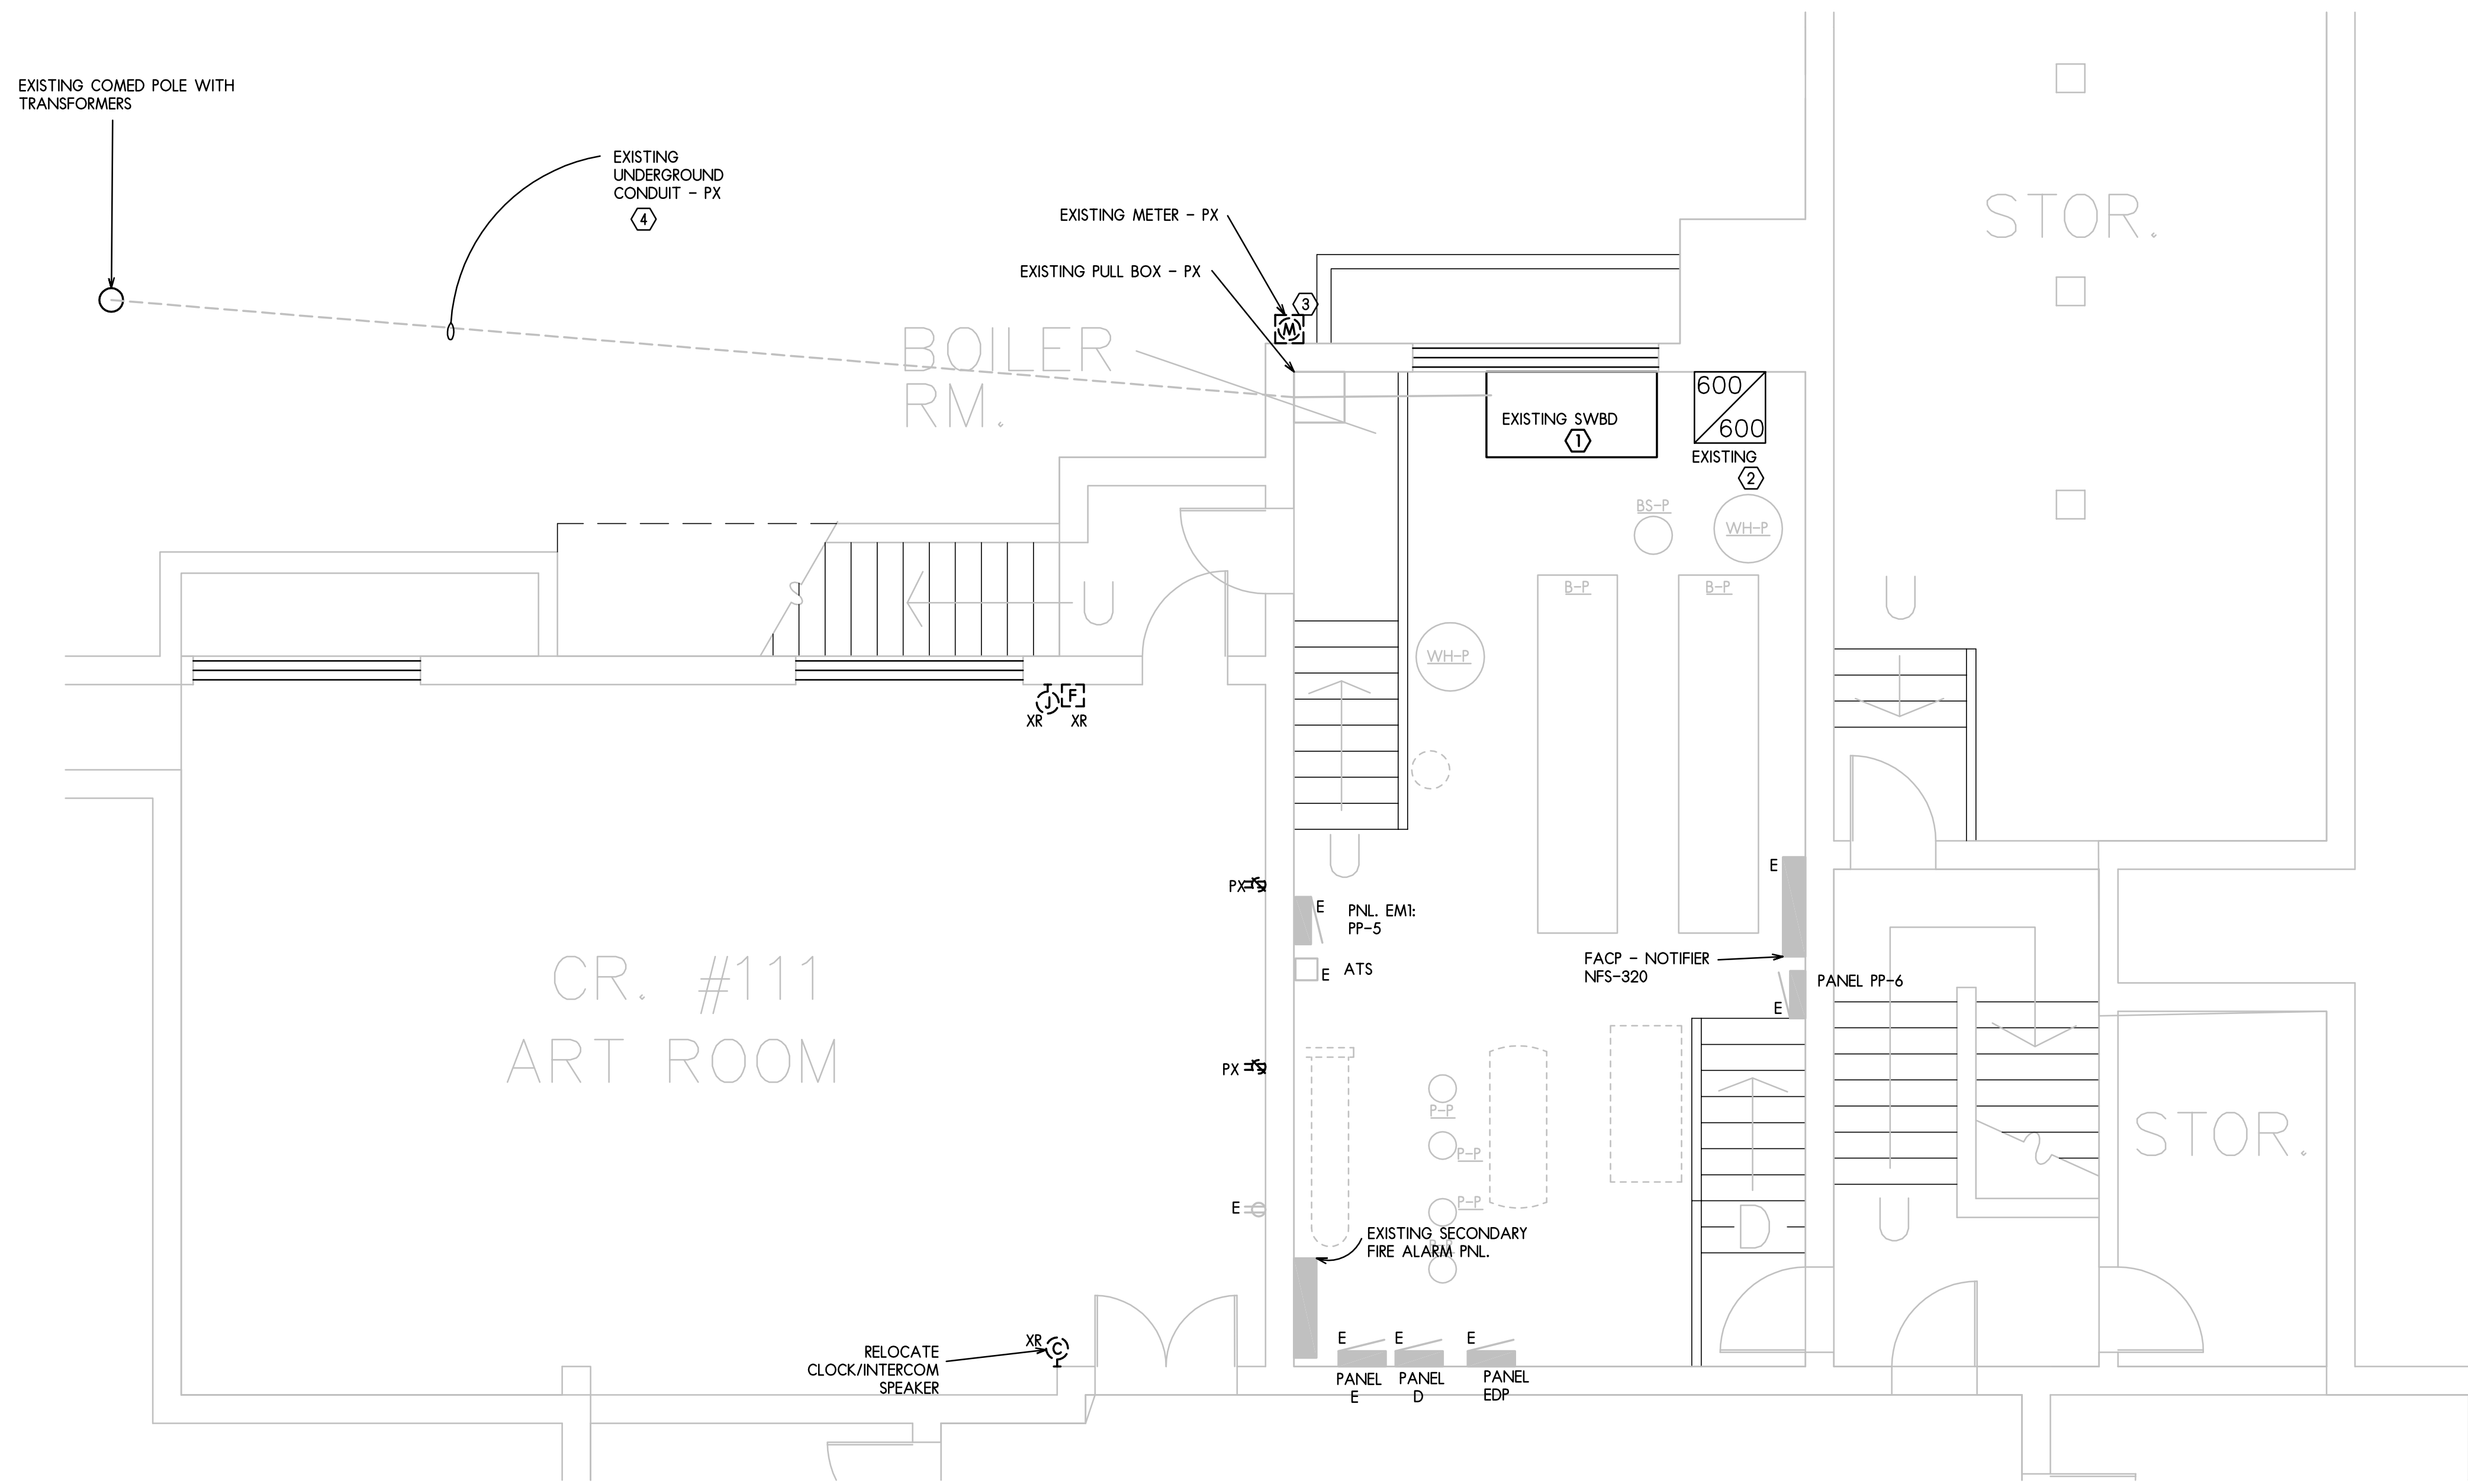 EXISTING COMED POLE WITH
TRANSFORMERS
EXISTING
UNDERGROUND
CONDUIT - PX
4
EXISTING METER - PX
EXISTING PULL BOX - PX
3
M
BOILER
RM.
STOR.
EXISTING SWBD
1
600
600
EXISTING
2
BS-P
WH-P
B-P
B-P
WH-P
U
U
J
F
XR
XR
U
PX
E
PNL. EM1:
PP-5
E
ATS
E
FACP - NOTIFIER
NFS-320
PANEL PP-6
E
CR. #111
ART ROOM
PX
P-P
P-P
P-P
STOR.
E
D
U
EXISTING SECONDARY
FIRE ALARM PNL.
XR
C
RELOCATE
CLOCK/INTERCOM
SPEAKER
E
E
E
PANEL
E
PANEL
D
PANEL
EDP